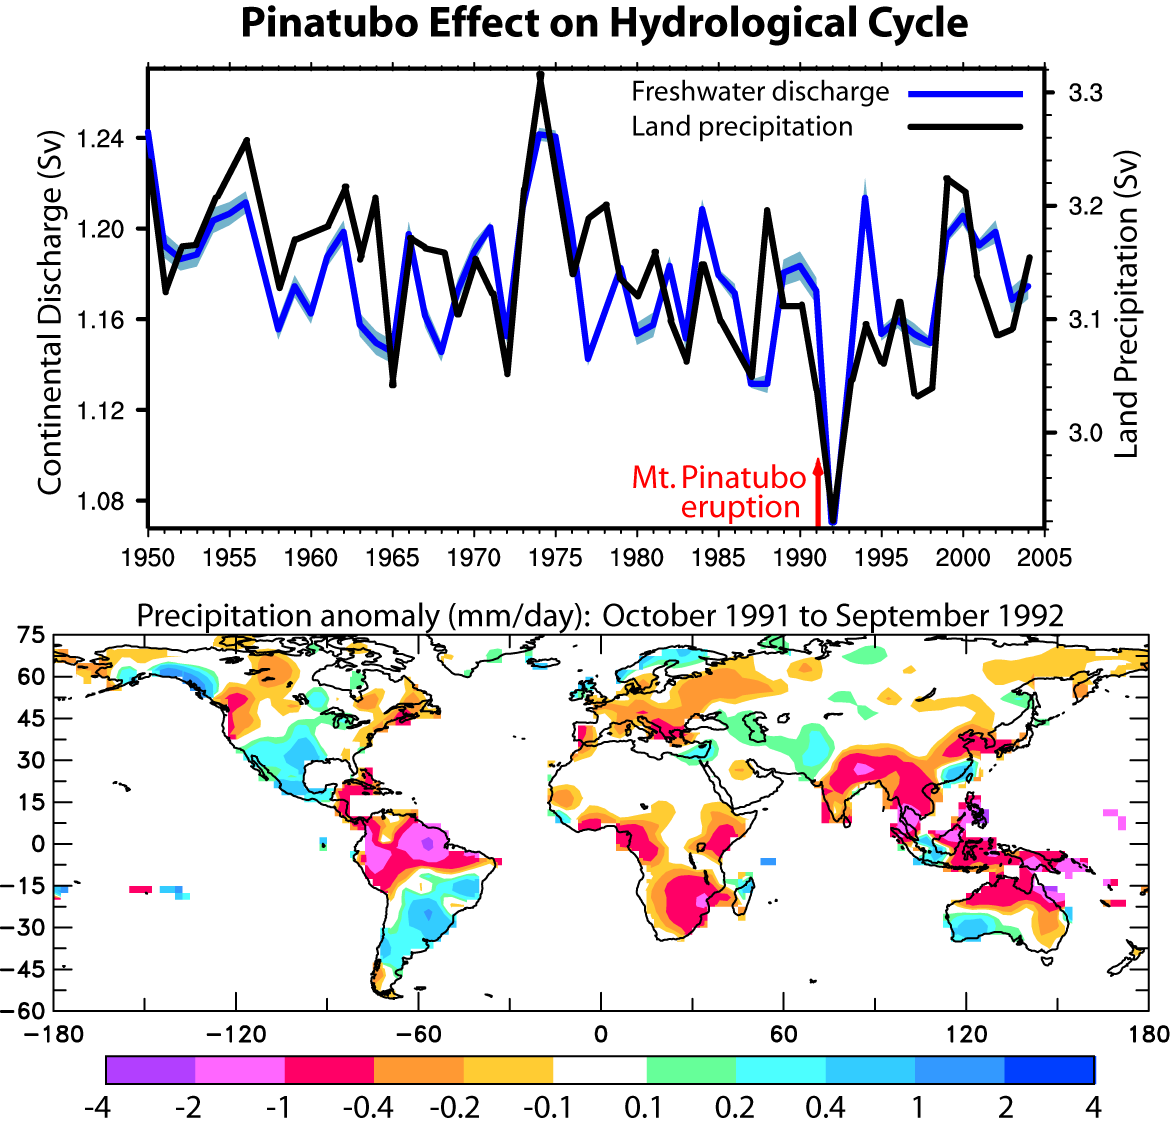 Pinatubo Effect on Hydrological Cycle
Freshwater discharge
Land precipitation
Continental Discharge (Sv)
1.24
1.20
1.16
1.12
1.08
3.3
3.2
3.1
3.0
Land Precipitation (Sv)
Mt. Pinatubo
eruption
1950 1955 1960 1965 1970 1975 1980 1985 1990 1995 2000 2005
Precipitation anomaly (mm/day): October 1991 to September 1992
75
60
45
30
15
0
−15
−30
−45
−60
−180 −120 −60 0 60 120 180
-4 -2 -1 -0.4 -0.2 -0.1 0.1 0.2 0.4 1 2 4